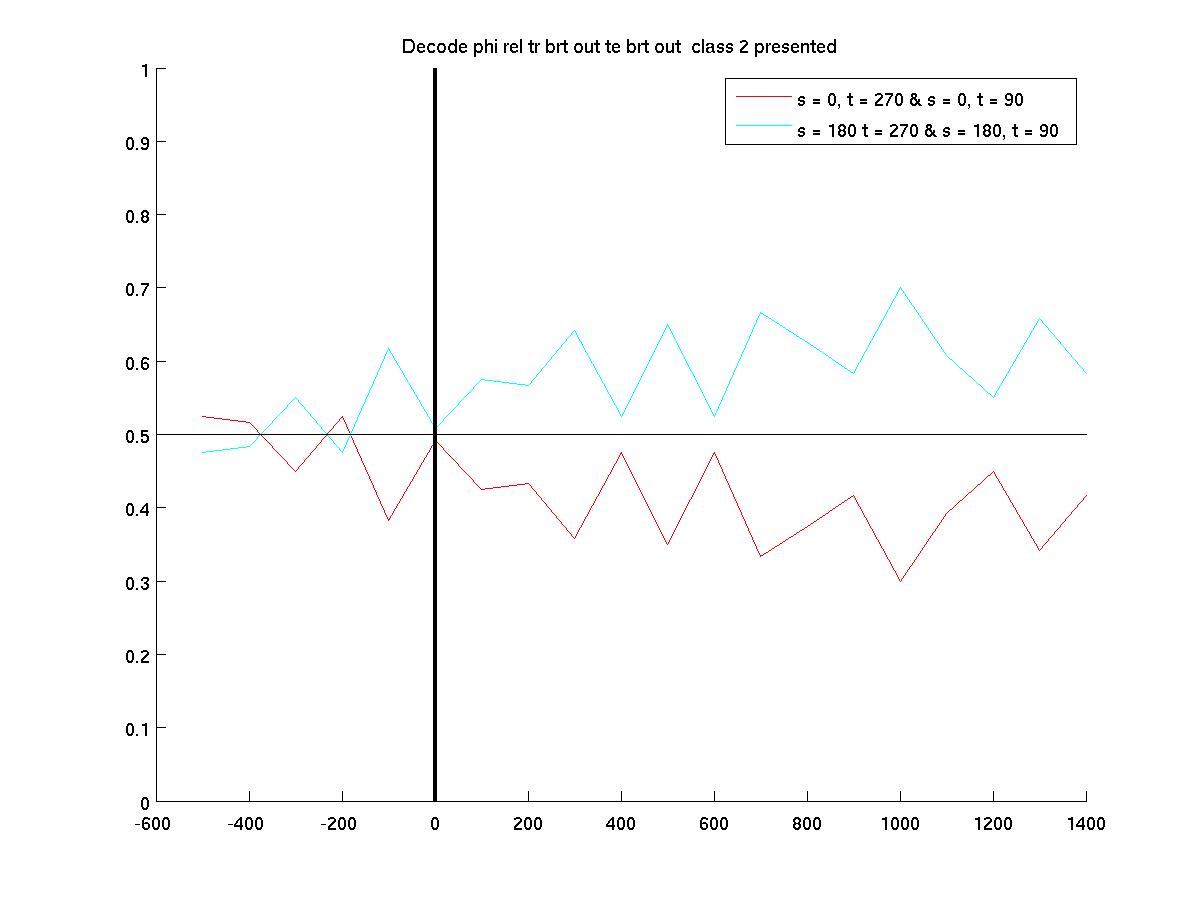 Decode phi rel tr brt out te brt out  class 2 presented
s = 0, t = 270 & s = 0, t = 90
s = 180 t = 270 & s = 180, t = 90
1
0.9
0.8
0.7
0.6
0.5
0.4
0.3
0.2
0.1
0
-600 -400 -200 0 200 400 600 800 1000 1200 1400